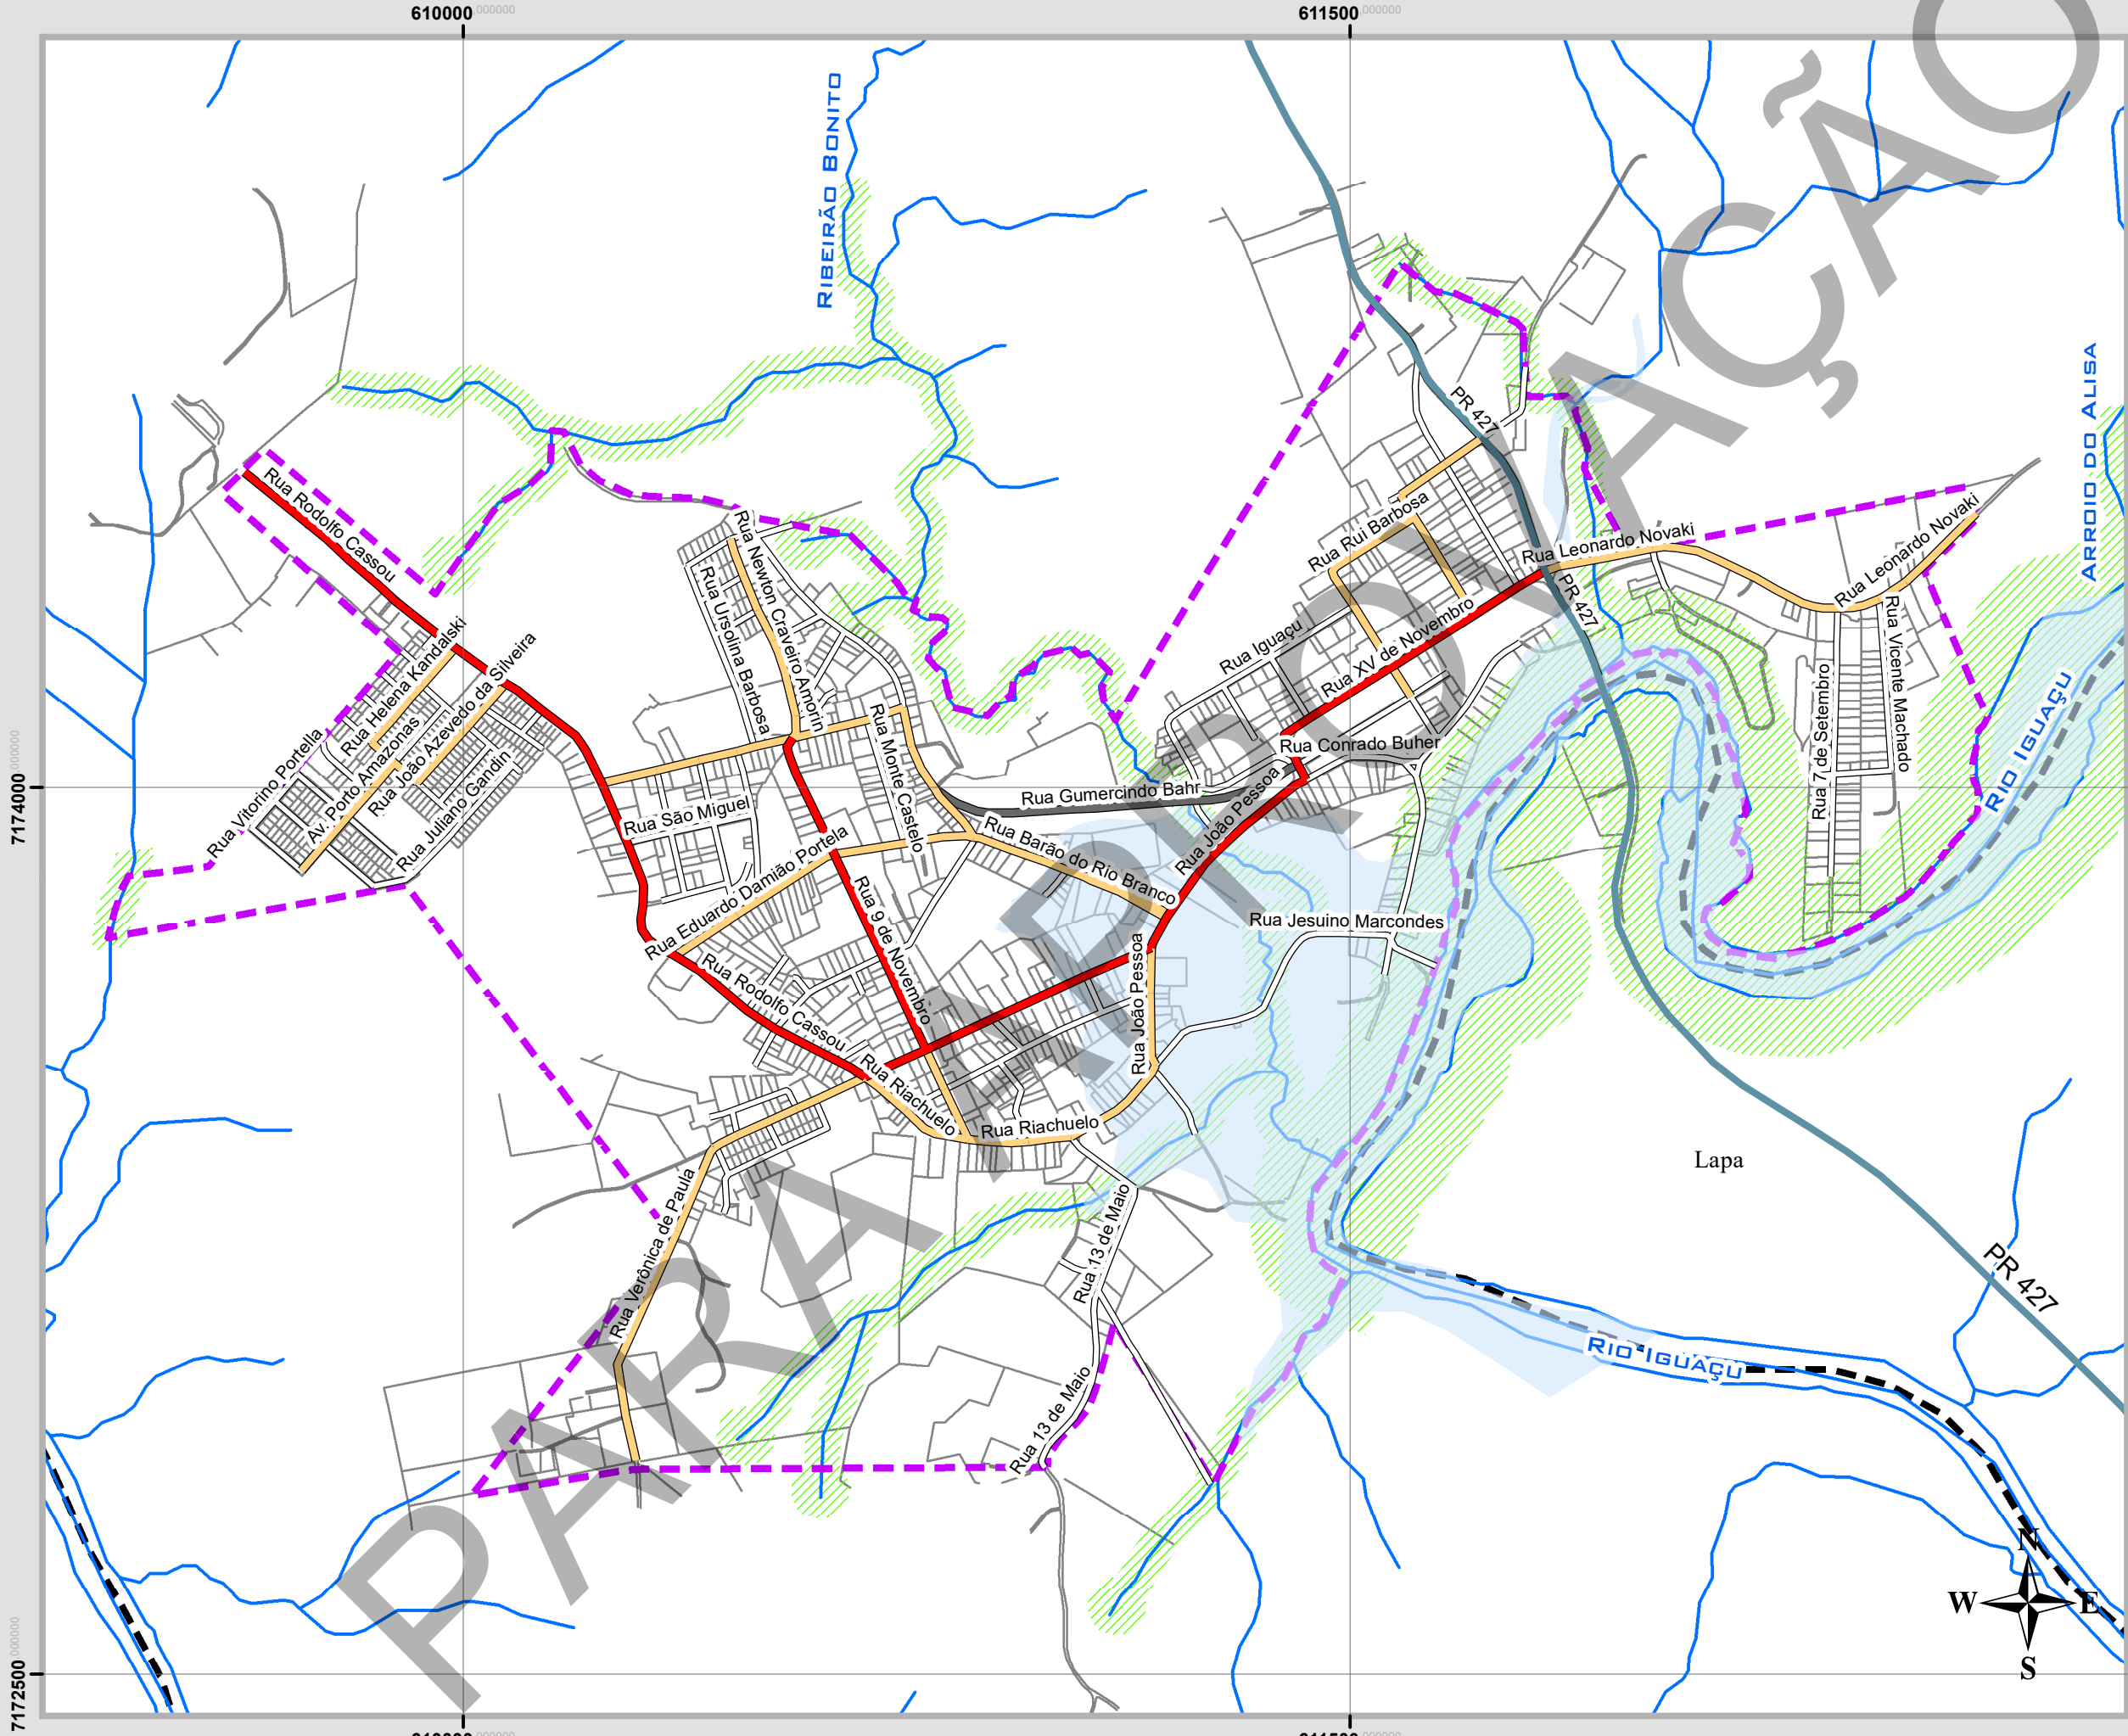 610000,000000
611500,000000
7174000,000000
7172500,000000
RIBEIRÃO BONITO
ARROIO DO ALISA
RIO IGUAÇU
RIO IGUAÇU
PARA APROVAÇÃO
PR 427
PR 427
PR 427
Lapa
Rua Rodolfo Cassou
Rua Helena Kandalski
Av. Porto Amazonas
Rua João Azevedo da Silveira
Rua Vitorino Portella
Rua Juliano Gandin
Rua Newton Craveiro Amorin
Rua Ursolina Barbosa
Rua Monte Castelo
Rua São Miguel
Rua Eduardo Damião Portela
Rua 9 de Novembro
Rua Rodolfo Cassou
Rua Riachuelo
Rua Riachuelo
Rua Verônica de Paula
Rua 13 de Maio
Rua 13 de Maio
Rua João Pessoa
Rua João Pessoa
Rua Barão do Rio Branco
Rua Gumercindo Bahr
Rua Conrado Buher
Rua Jesuino Marcondes
Rua Iguaçu
Rua XV de Novembro
Rua Rui Barbosa
Rua Leonardo Novaki
Rua Leonardo Novaki
Rua 7 de Setembro
Rua Vicente Machado
N
W E
S